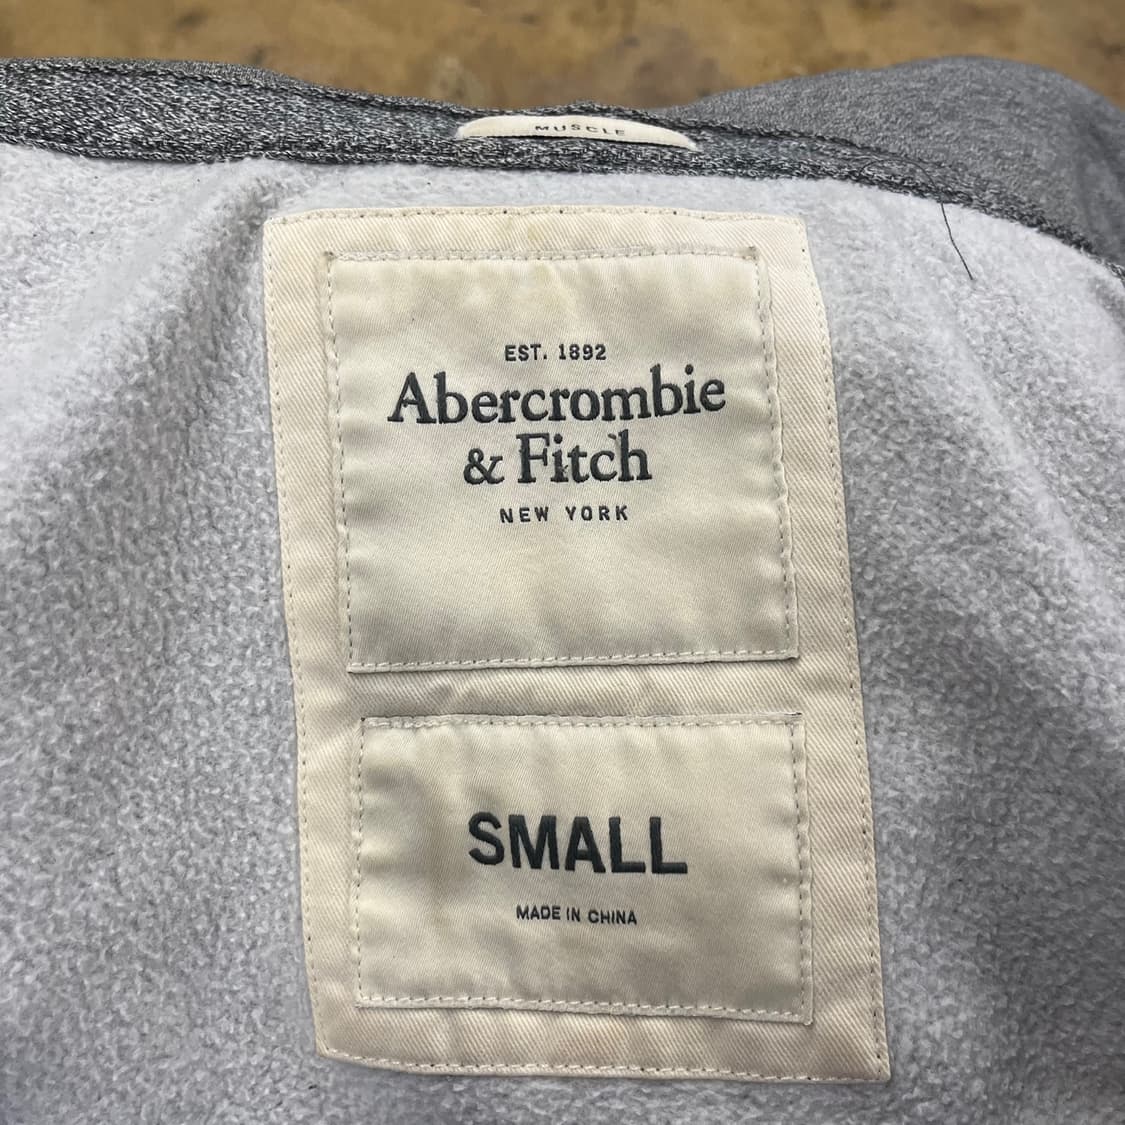 MUSCLE
EST. 1892
Abercrombie
& Fitch
NEW YORK
SMALL
MADE IN CHINA